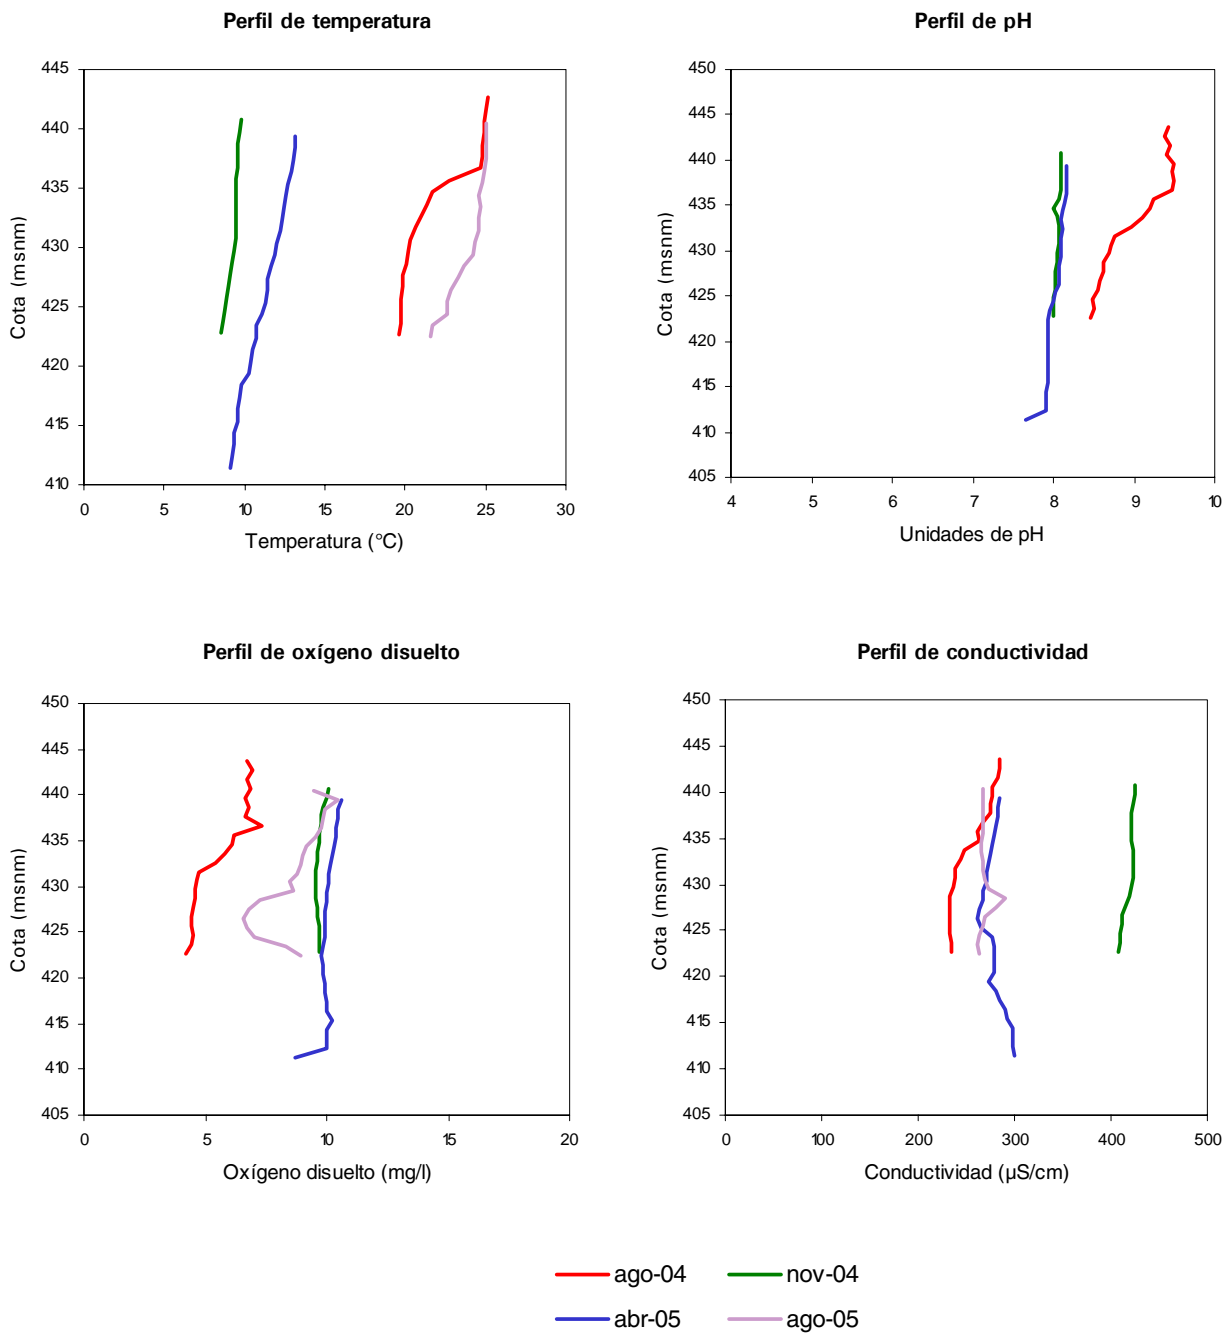 Perfil de temperatura
445
440
435
430
425
420
415
410
Cota (msnm)
0 5 10 15 20 25 30
Temperatura (°C)
Perfil de pH
450
445
440
435
430
425
420
415
410
405
Cota (msnm)
4 5 6 7 8 9 10
Unidades de pH
Perfil de oxígeno disuelto
450
445
440
435
430
425
420
415
410
405
Cota (msnm)
0 5 10 15 20
Oxígeno disuelto (mg/l)
Perfil de conductividad
450
445
440
435
430
425
420
415
410
405
Cota (msnm)
0 100 200 300 400 500
Conductividad (µS/cm)
ago-04 nov-04
abr-05 ago-05